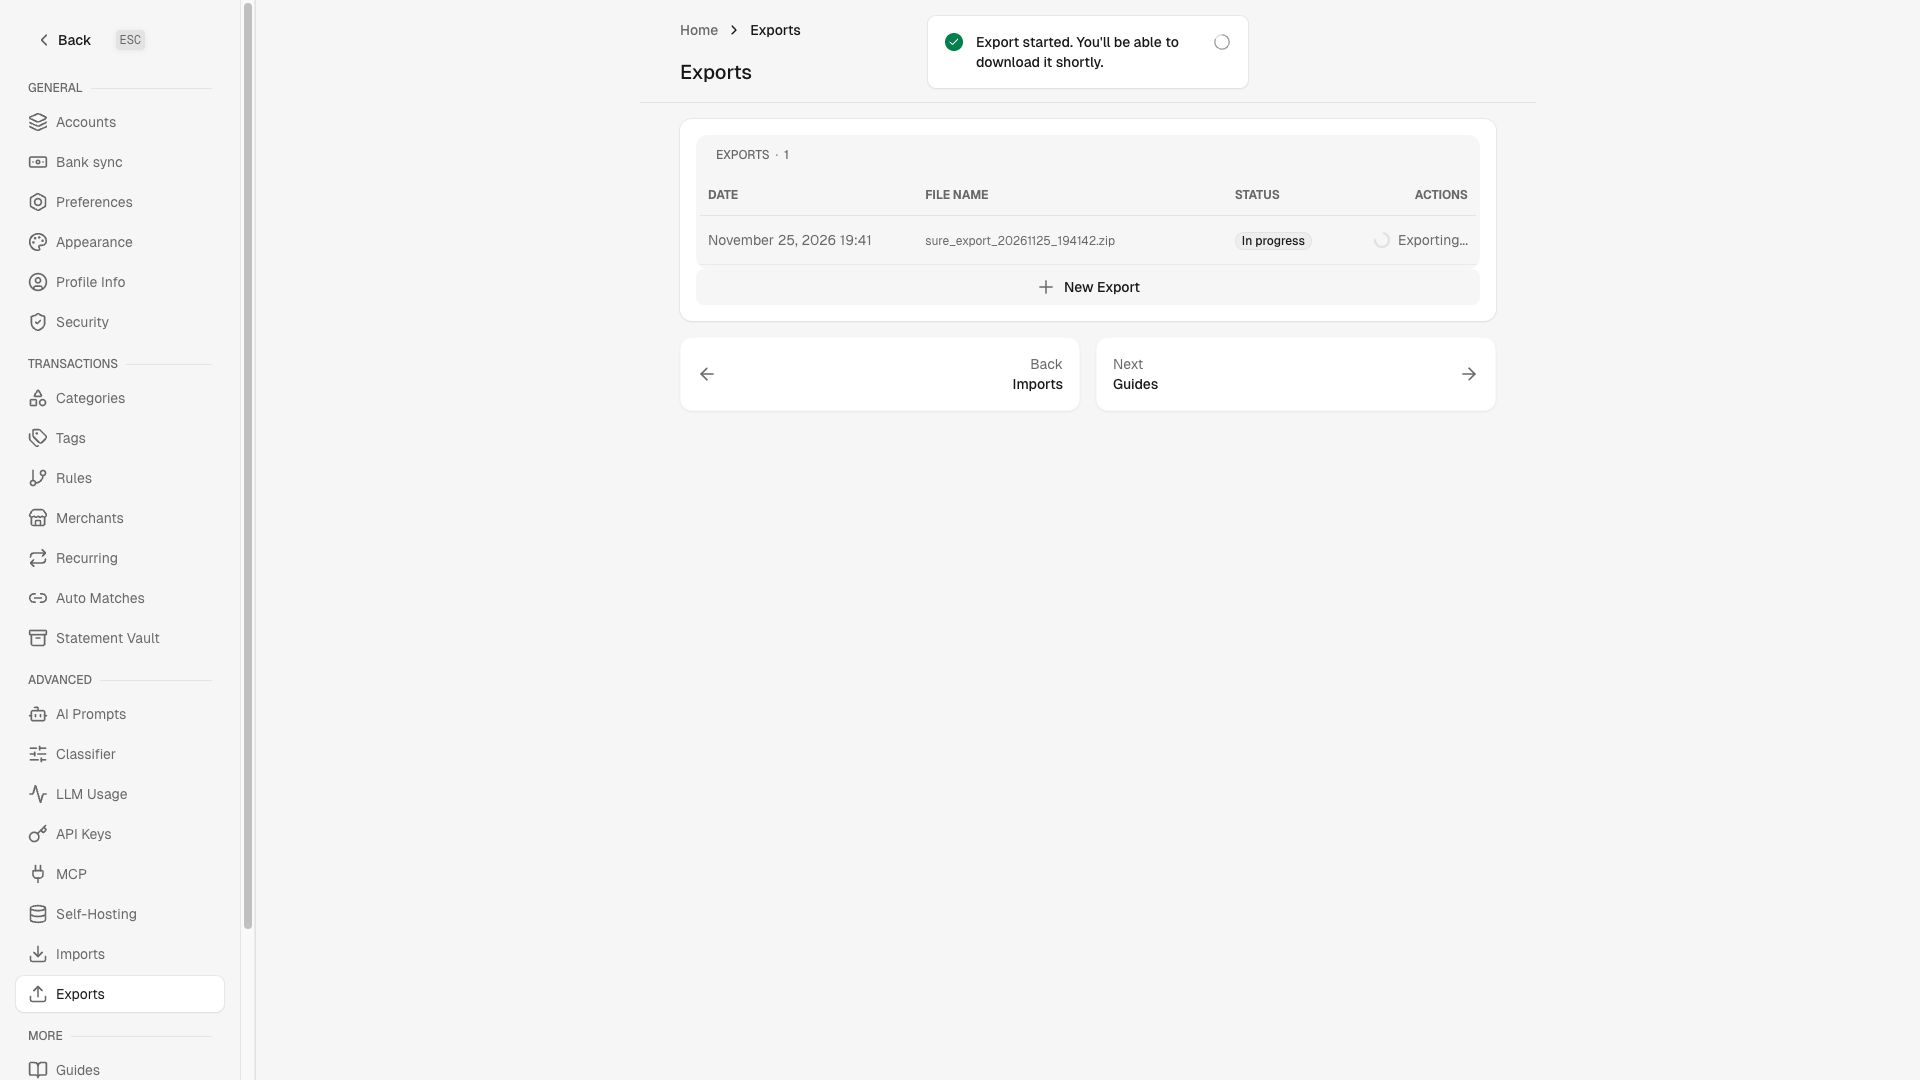 Back ESC
GENERAL
Accounts
Bank sync
Preferences
Appearance
Profile Info
Security
TRANSACTIONS
Categories
Tags
Rules
Merchants
Recurring
Auto Matches
Statement Vault
ADVANCED
AI Prompts
Classifier
LLM Usage
API Keys
MCP
Self-Hosting
Imports
Exports
MORE
Guides
Home > Exports
Exports
Export started. You'll be able to
download it shortly.
EXPORTS · 1
DATE FILE NAME STATUS ACTIONS
November 25, 2026 19:41 sure_export_20261125_194142.zip In progress Exporting...
New Export
Back
Imports
Next
Guides